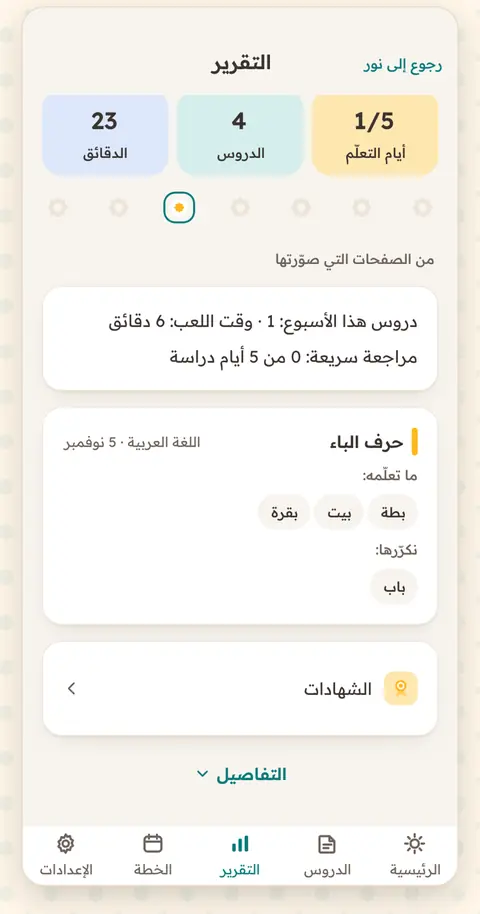 رجوع إلى نور
التقرير
1/5
أيام التعلّم
4
الدروس
23
الدقائق
من الصفحات التي صوّرتها
دروس هذا الأسبوع: 1 · وقت اللعب: 6 دقائق
مراجعة سريعة: 0 من 5 أيام دراسة
حرف الباء
اللغة العربية · 5 نوفمبر
ما تعلّمه:
بطة
بيت
بقرة
نكرّرها:
باب
الشهادات
التفاصيل
الرئيسية
الدروس
التقرير
الخطة
الإعدادات